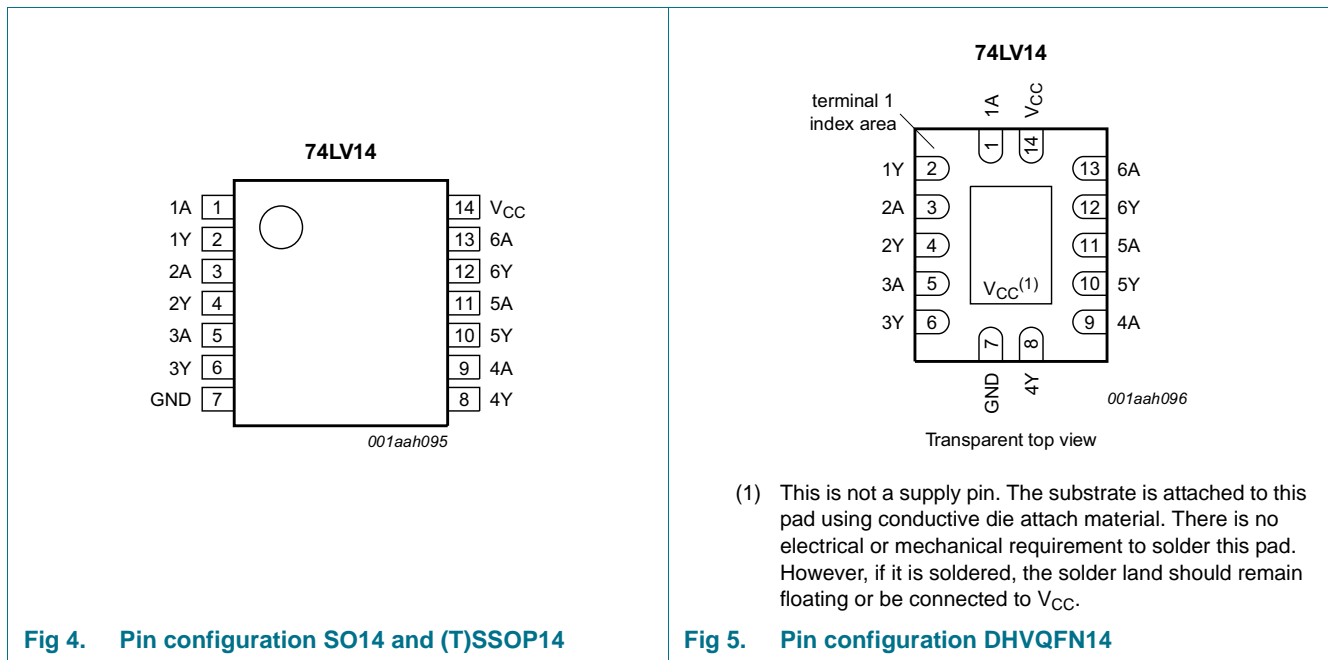 74LV14
1A 1 14 VCC
1Y 2 13 6A
2A 3 12 6Y
2Y 4 11 5A
3A 5 10 5Y
3Y 6 9 4A
GND 7 8 4Y
001aah095
Fig 4. Pin configuration SO14 and (T)SSOP14
74LV14
terminal 1
index area
1A VCC
1 14
1Y 2 13 6A
2A 3 12 6Y
2Y 4 11 5A
3A 5 10 5Y
VCC(1)
3Y 6 9 4A
7 8
GND 4Y
001aah096
Transparent top view
(1) This is not a supply pin. The substrate is attached to this
pad using conductive die attach material. There is no
electrical or mechanical requirement to solder this pad.
However, if it is soldered, the solder land should remain
floating or be connected to VCC.
Fig 5. Pin configuration DHVQFN14